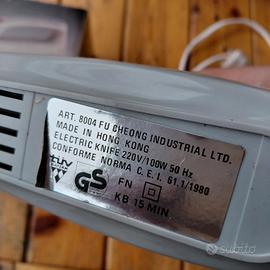 ART. 8004 FU CHEONG INDUSTRIAL LTD.
MADE IN HONG KONG
ELECTRIC KNIFE 220V/100W 50 Hz
CONFORME NORMA C.E.I. 61.1/1980
TÜV
GS
FN
KB 15 MIN.
subito